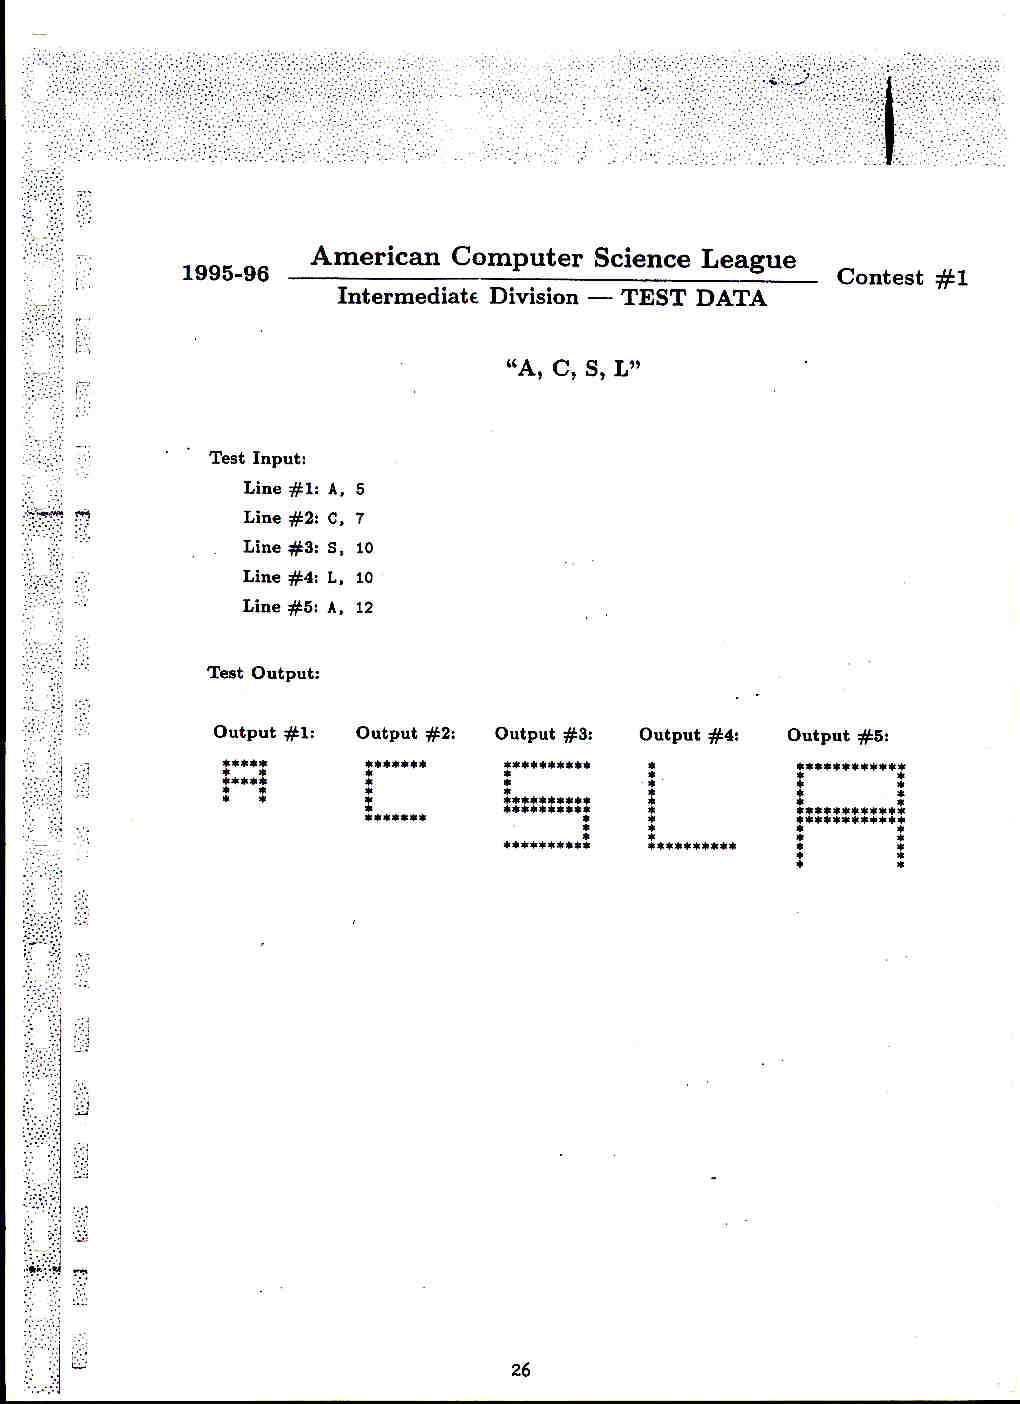 1995-96 American Computer Science League Contest #1
Intermediate Division — TEST DATA
“A, C, S, L”
Test Input:
Line #1: A, 5
Line #2: C, 7
Line #3: S, 10
Line #4: L, 10
Line #5: A, 12
Test Output:
Output #1: Output #2: Output #3: Output #4: Output #5:
*****    *******    **********    *             ************
*   *    *          *             *             *          *
*****    *          *             *             *          *
*   *    *          *             *             *          *
*   *    *          **********    *             *          *
         *          **********    *             ************
         *******             *    *             ************
                             *    *             *          *
                             *    *             *          *
                    **********    **********    *          *
                                                *          *
                                                *          *
26